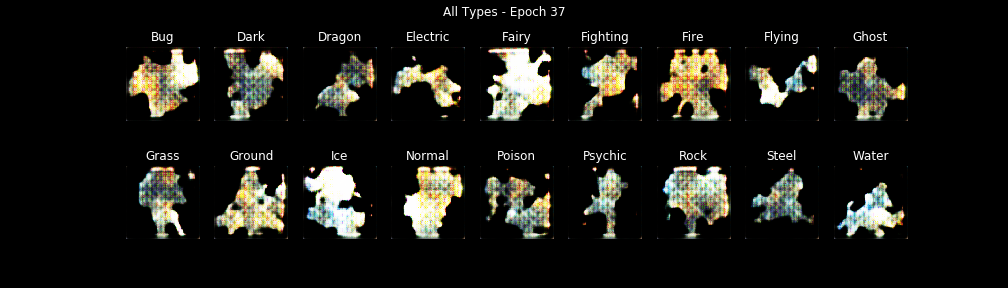 All Types - Epoch 37
Bug Dark Dragon Electric Fairy Fighting Fire Flying Ghost
Grass Ground Ice Normal Poison Psychic Rock Steel Water